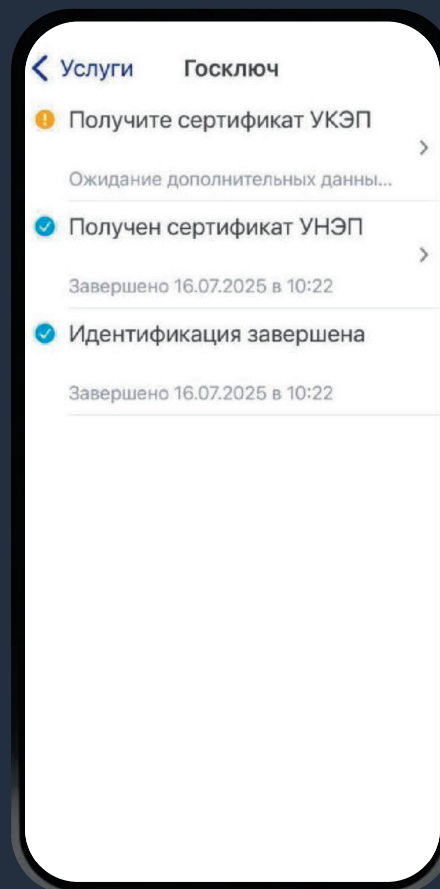 Услуги Госключ
Получите сертификат УКЭП
Ожидание дополнительных данны...
Получен сертификат УНЭП
Завершено 16.07.2025 в 10:22
Идентификация завершена
Завершено 16.07.2025 в 10:22